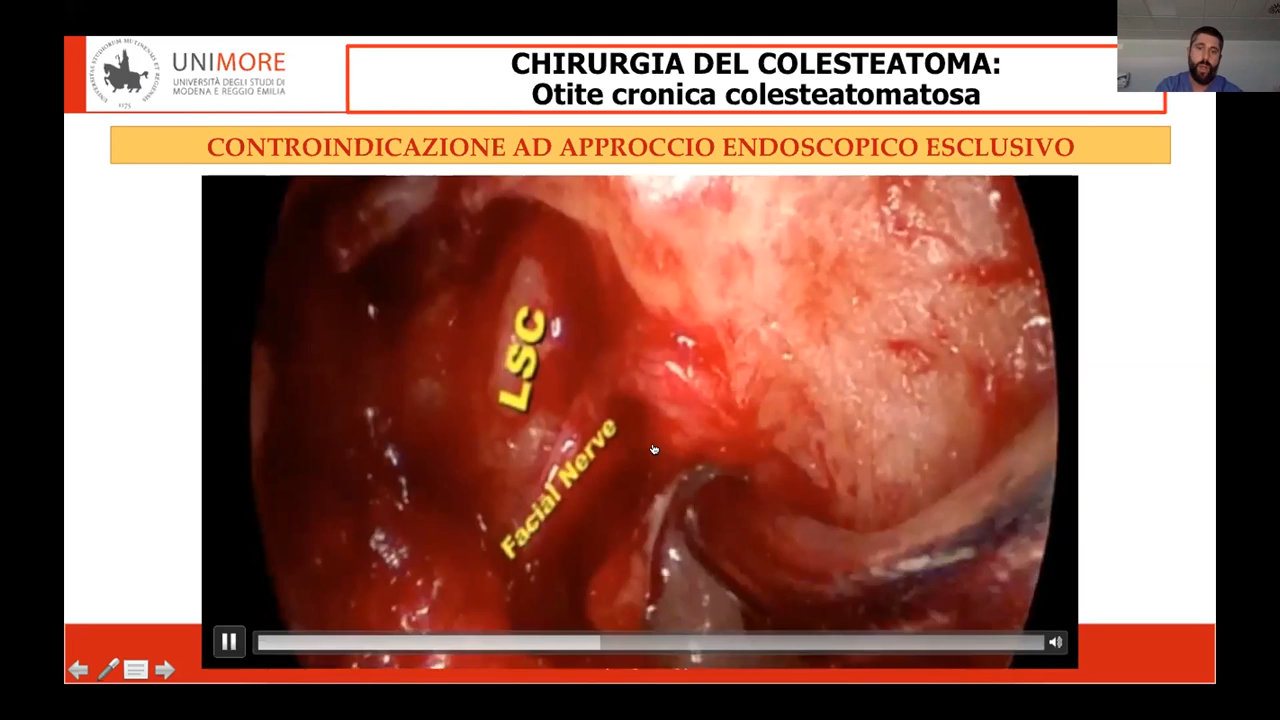 UNIMORE
UNIVERSITÀ DEGLI STUDI DI
MODENA E REGGIO EMILIA
1175
CHIRURGIA DEL COLESTEATOMA:
Otite cronica colesteatomatosa
CONTROINDICAZIONE AD APPROCCIO ENDOSCOPICO ESCLUSIVO
LSC
Facial Nerve